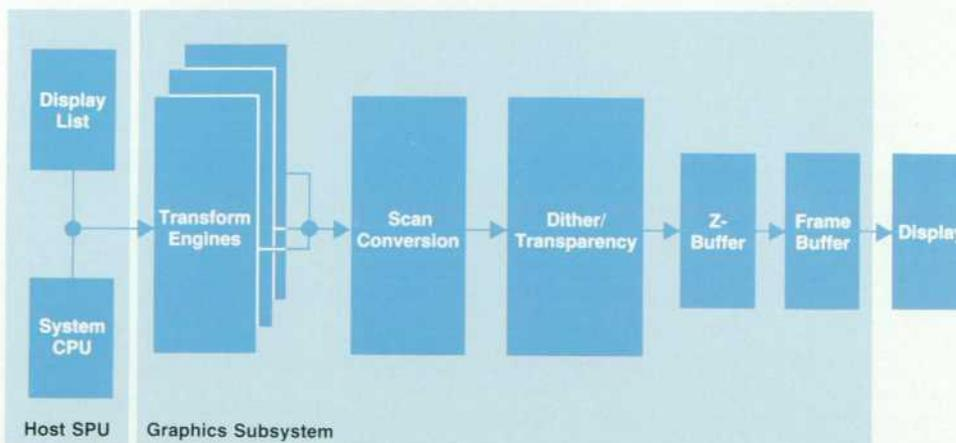 Display
List
System
CPU
Host SPU
Transform
Engines
Scan
Conversion
Dither/
Transparency
Z-
Buffer
Frame
Buffer
Display
Graphics Subsystem